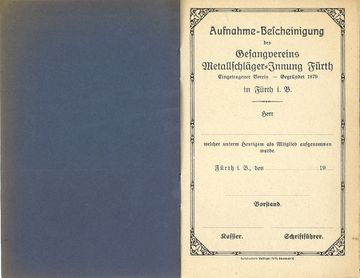 Aufnahme-Bescheinigung
des
Gesangvereins
Metallschläger-Innung Fürth
Eingetragener Verein — Gegründet 1879
in Fürth i. B.
Herr
welcher unterm Heutigem als Mitglied aufgenommen
wurde.
Fürth i. B., den 19
Vorstand.
Kassier. Schriftführer.